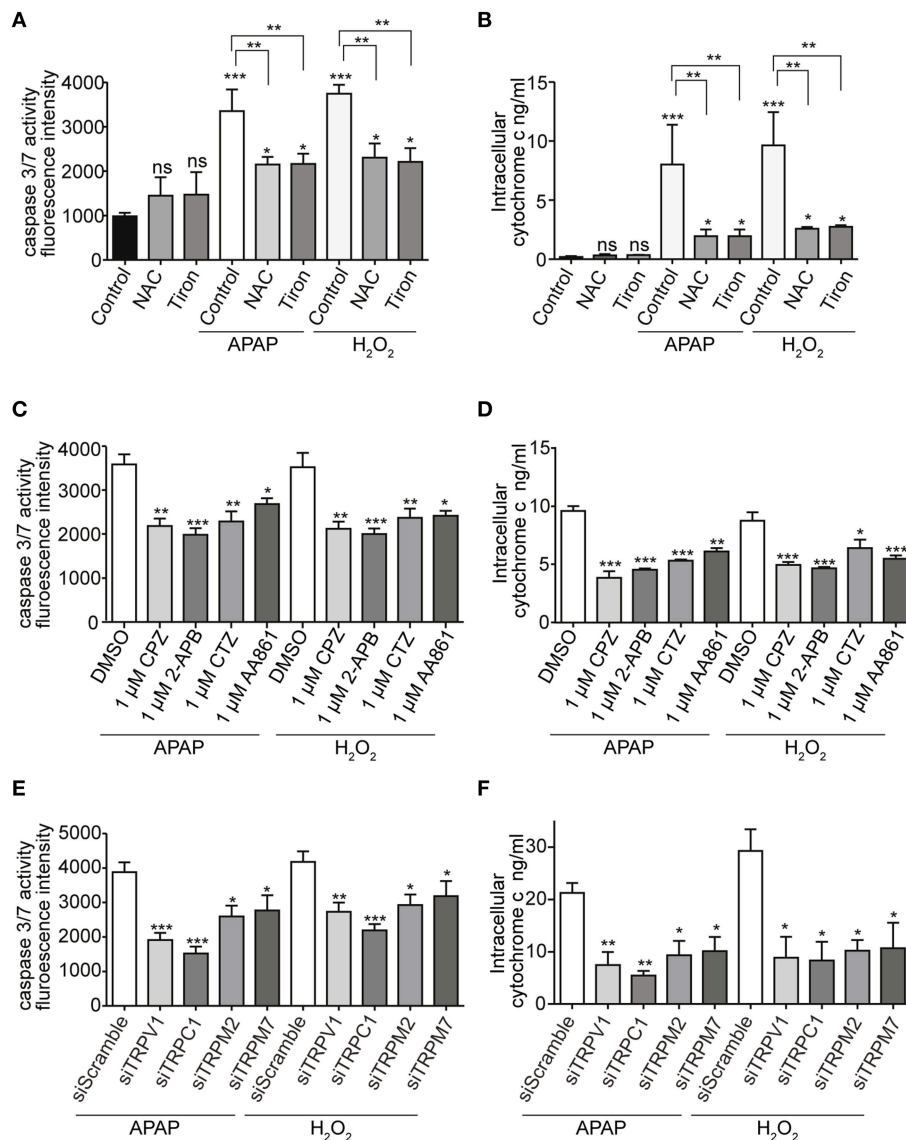 A
caspase 3/7 activity
fluorescence intensity
4000
3000
2000
1000
0
ns
ns
***
*
*
***
*
*
**
**
**
**
Control
NAC
Tiron
Control
NAC
Tiron
Control
NAC
Tiron
APAP
H₂O₂
B
Intracellular
cytochrome c ng/ml
15
10
5
0
ns
ns
***
*
*
***
*
*
**
**
**
**
Control
NAC
Tiron
Control
NAC
Tiron
Control
NAC
Tiron
APAP
H₂O₂
C
caspase 3/7 activity
fluroescence intensity
4000
3000
2000
1000
0
**
***
**
*
**
***
**
*
DMSO
1 µM CPZ
1 µM 2-APB
1 µM CTZ
1 µM AA861
DMSO
1 µM CPZ
1 µM 2-APB
1 µM CTZ
1 µM AA861
APAP
H₂O₂
D
Intracellular
cytochrome c ng/ml
15
10
5
0
***
***
***
**
***
***
*
***
DMSO
1 µM CPZ
1 µM 2-APB
1 µM CTZ
1 µM AA861
DMSO
1 µM CPZ
1 µM 2-APB
1 µM CTZ
1 µM AA861
APAP
H₂O₂
E
caspase 3/7 activity
fluroescence intensity
5000
4000
3000
2000
1000
0
***
***
*
*
**
***
*
*
siScramble
siTRPV1
siTRPC1
siTRPM2
siTRPM7
siScramble
siTRPV1
siTRPC1
siTRPM2
siTRPM7
APAP
H₂O₂
F
Intracellular
cytochrome c ng/ml
30
20
10
0
**
**
*
*
*
*
*
*
siScramble
siTRPV1
siTRPC1
siTRPM2
siTRPM7
siScramble
siTRPV1
siTRPC1
siTRPM2
siTRPM7
APAP
H₂O₂